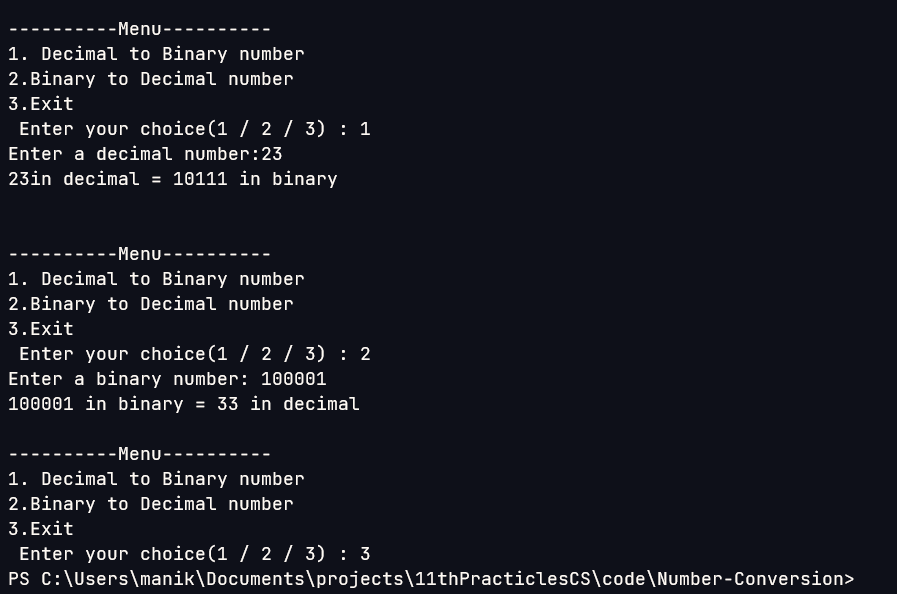 ----------Menu----------
1. Decimal to Binary number
2.Binary to Decimal number
3.Exit
 Enter your choice(1 / 2 / 3) : 1
Enter a decimal number:23
23in decimal = 10111 in binary
----------Menu----------
1. Decimal to Binary number
2.Binary to Decimal number
3.Exit
 Enter your choice(1 / 2 / 3) : 2
Enter a binary number: 100001
100001 in binary = 33 in decimal
----------Menu----------
1. Decimal to Binary number
2.Binary to Decimal number
3.Exit
 Enter your choice(1 / 2 / 3) : 3
PS C:\Users\manik\Documents\projects\11thPracticlesCS\code\Number-Conversion>